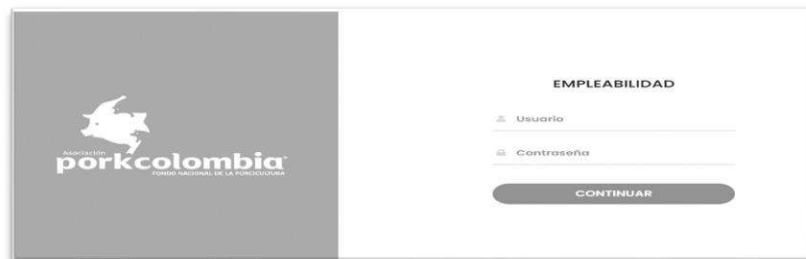 Asociación
porkcolombia
FONDO NACIONAL DE LA PORCICULTURA
EMPLEABILIDAD
Usuario
Contraseña
CONTINUAR